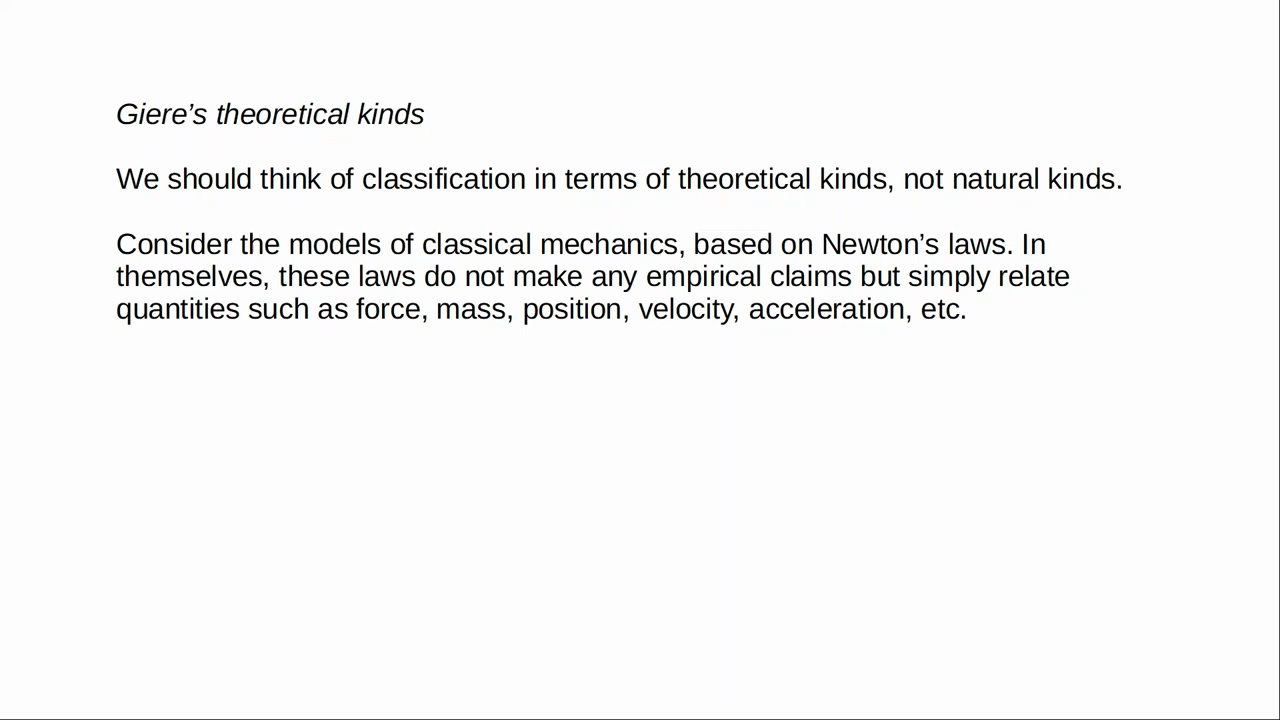 Giere’s theoretical kinds
We should think of classification in terms of theoretical kinds, not natural kinds.
Consider the models of classical mechanics, based on Newton’s laws. In
themselves, these laws do not make any empirical claims but simply relate
quantities such as force, mass, position, velocity, acceleration, etc.